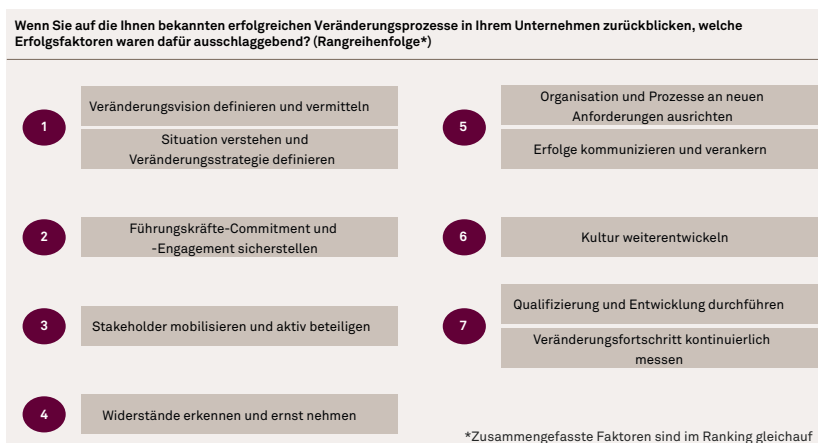 Wenn Sie auf die Ihnen bekannten erfolgreichen Veränderungsprozesse in Ihrem Unternehmen zurückblicken, welche
Erfolgsfaktoren waren dafür ausschlaggebend? (Rangreihenfolge*)
1
Veränderungsvision definieren und vermitteln
Situation verstehen und
Veränderungsstrategie definieren
2
Führungskräfte-Commitment und
-Engagement sicherstellen
3
Stakeholder mobilisieren und aktiv beteiligen
4
Widerstände erkennen und ernst nehmen
5
Organisation und Prozesse an neuen
Anforderungen ausrichten
Erfolge kommunizieren und verankern
6
Kultur weiterentwickeln
7
Qualifizierung und Entwicklung durchführen
Veränderungsfortschritt kontinuierlich
messen
*Zusammengefasste Faktoren sind im Ranking gleichauf